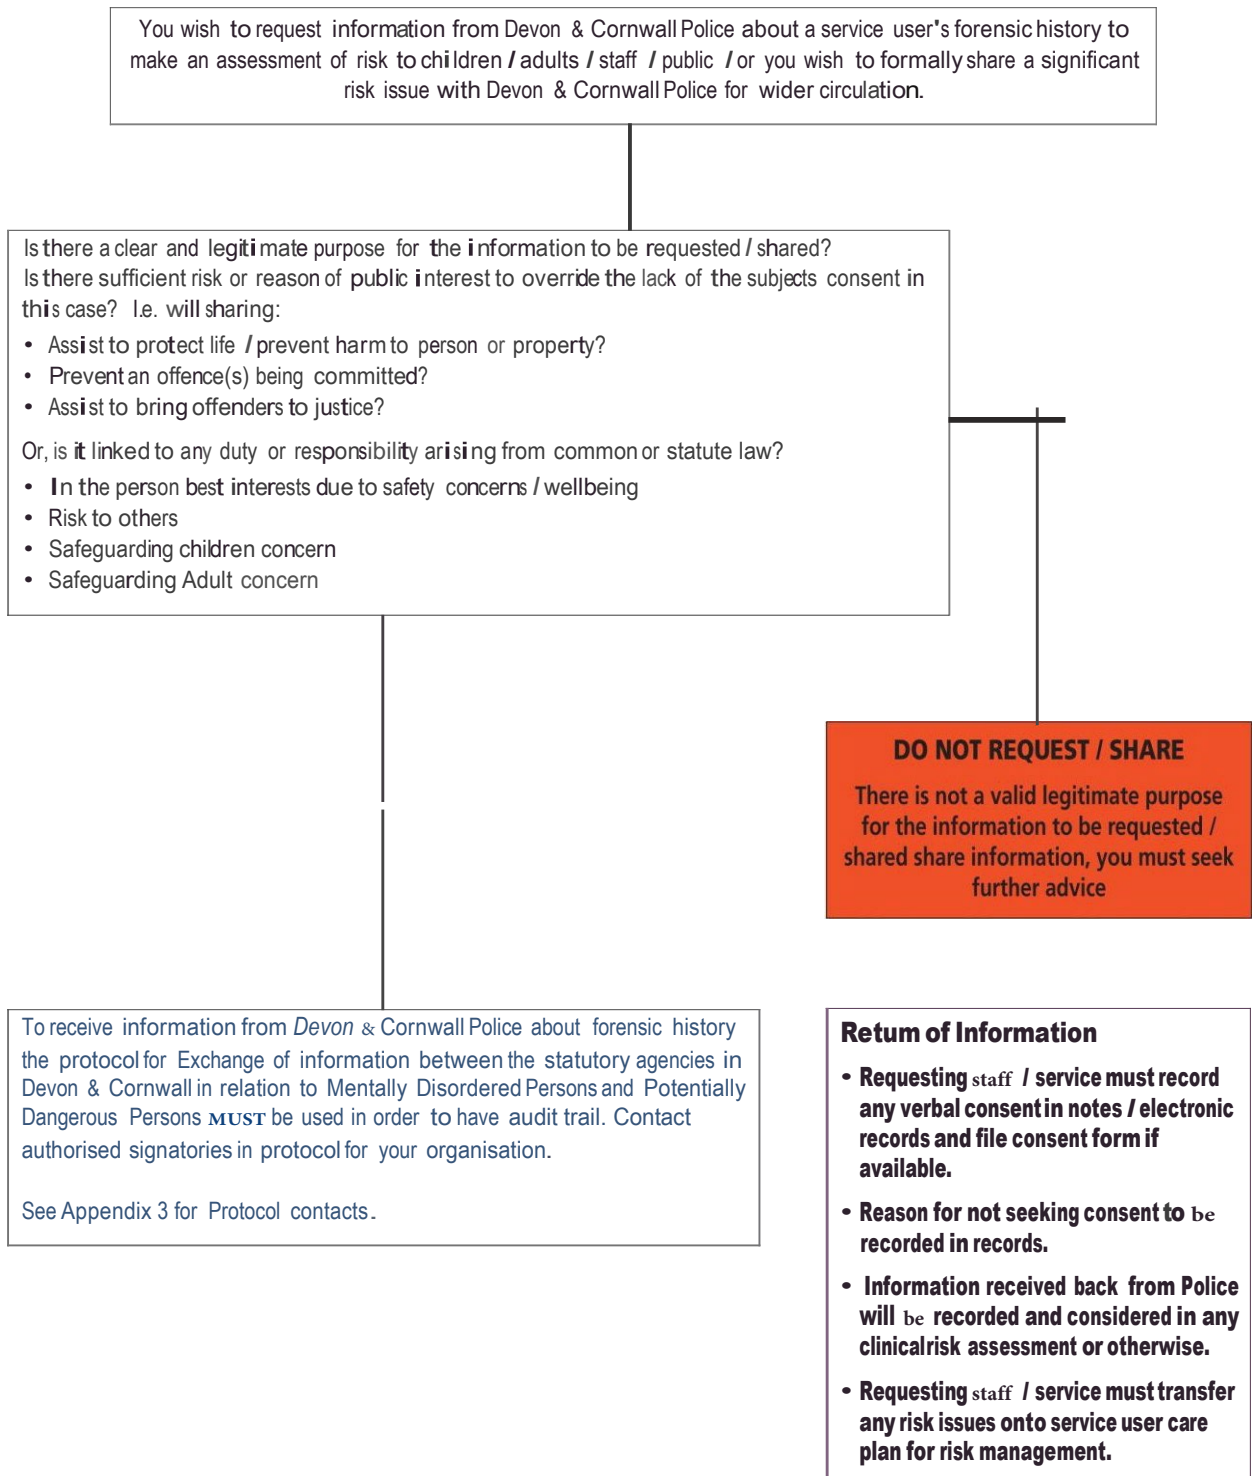 You wish to request information from Devon & Cornwall Police about a service user's forensic history to
make an assessment of risk to children / adults / staff / public / or you wish to formally share a significant
risk issue with Devon & Cornwall Police for wider circulation.
Is there a clear and legitimate purpose for the information to be requested / shared?
Is there sufficient risk or reason of public interest to override the lack of the subjects consent in
this case? I.e. will sharing:
• Assist to protect life / prevent harm to person or property?
• Prevent an offence(s) being committed?
• Assist to bring offenders to justice?
Or, is it linked to any duty or responsibility arising from common or statute law?
• In the person best interests due to safety concerns / wellbeing
• Risk to others
• Safeguarding children concern
• Safeguarding Adult concern
DO NOT REQUEST / SHARE
There is not a valid legitimate purpose
for the information to be requested /
shared share information, you must seek
further advice
To receive information from Devon & Cornwall Police about forensic history
the protocol for Exchange of information between the statutory agencies in
Devon & Cornwall in relation to Mentally Disordered Persons and Potentially
Dangerous Persons MUST be used in order to have audit trail. Contact
authorised signatories in protocol for your organisation.
See Appendix 3 for Protocol contacts.
Retum of Information
• Requesting staff / service must record
any verbal consent in notes / electronic
records and file consent form if
available.
• Reason for not seeking consent to be
recorded in records.
• Information received back from Police
will be recorded and considered in any
clinicalrisk assessment or otherwise.
• Requesting staff / service must transfer
any risk issues onto service user care
plan for risk management.